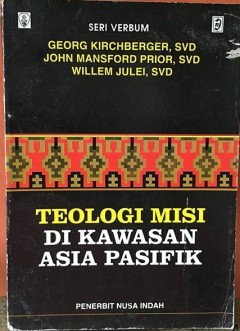 SERI VERBUM
GEORG KIRCHBERGER, SVD
JOHN MANSFORD PRIOR, SVD
WILLEM JULEI, SVD
TEOLOGI MISI
DI KAWASAN
ASIA PASIFIK
PENERBIT NUSA INDAH